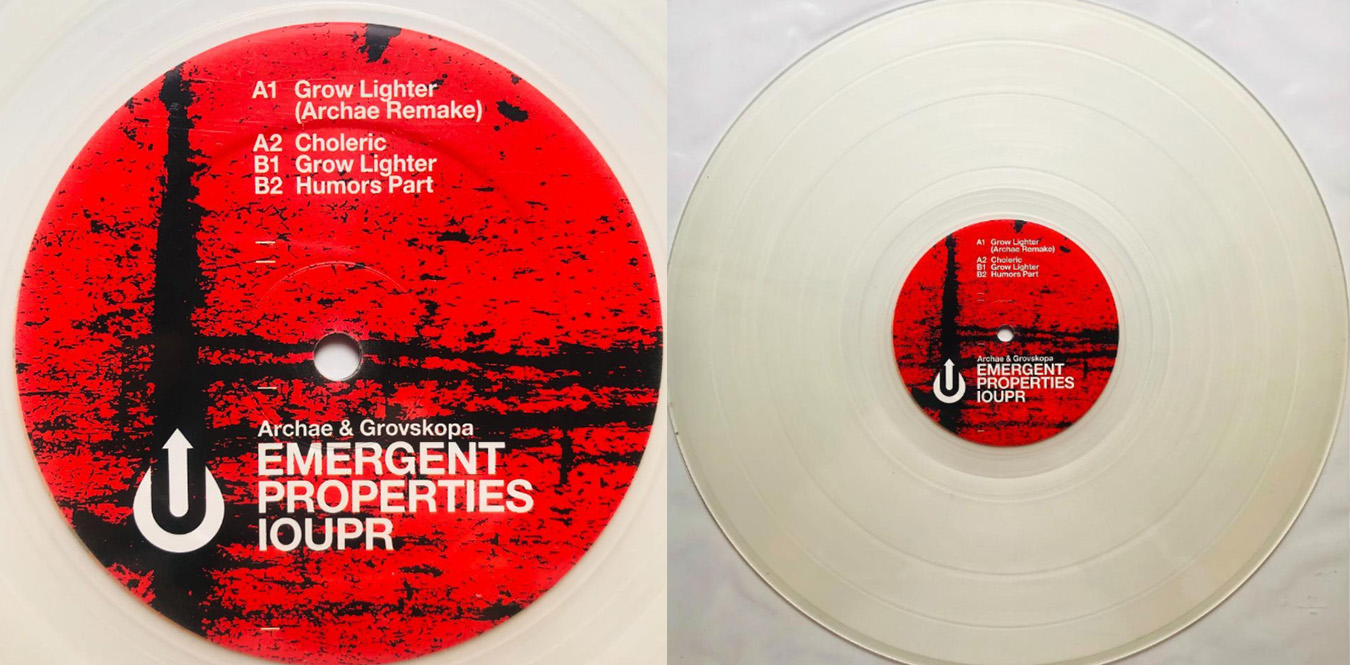 A1 Grow Lighter
(Archae Remake)
A2 Choleric
B1 Grow Lighter
B2 Humors Part
Archae & Grovskopa
EMERGENT
PROPERTIES
IOUPR
A1 Grow Lighter
(Archae Remake)
A2 Choleric
B1 Grow Lighter
B2 Humors Part
Archae & Grovskopa
EMERGENT
PROPERTIES
IOUPR